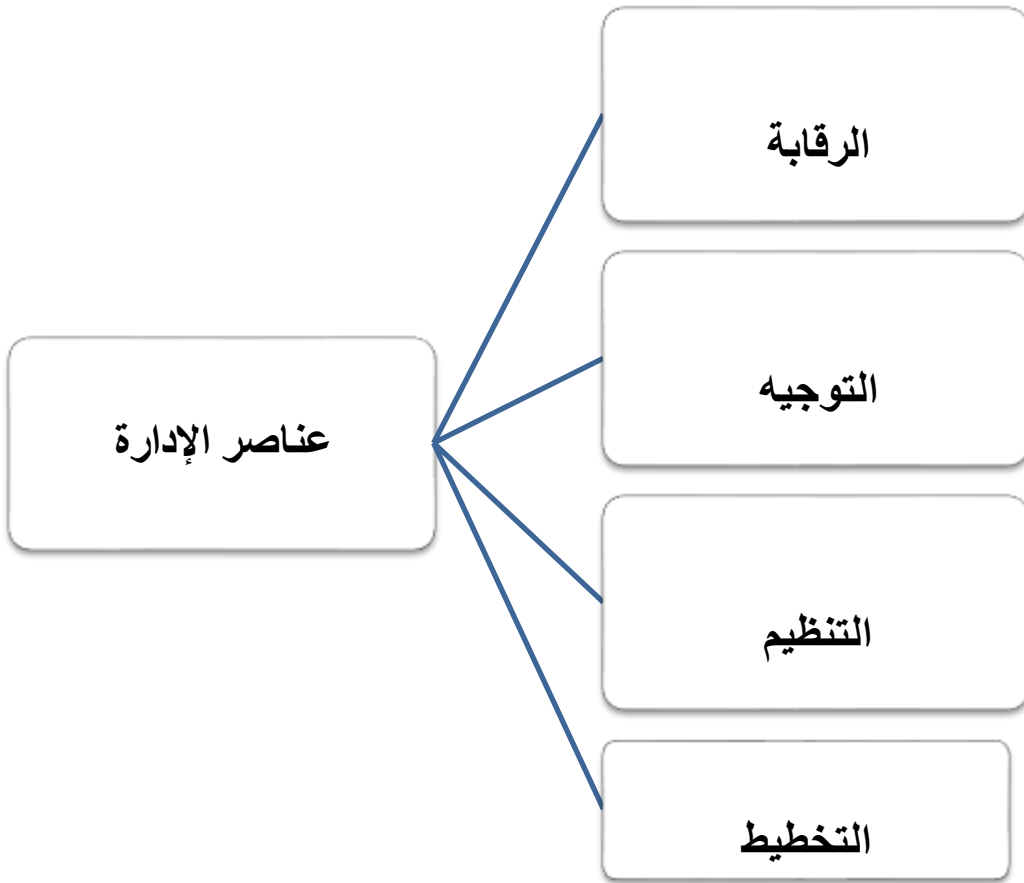 الرقابة
التوجيه
عناصر الإدارة
التنظيم
التخطيط